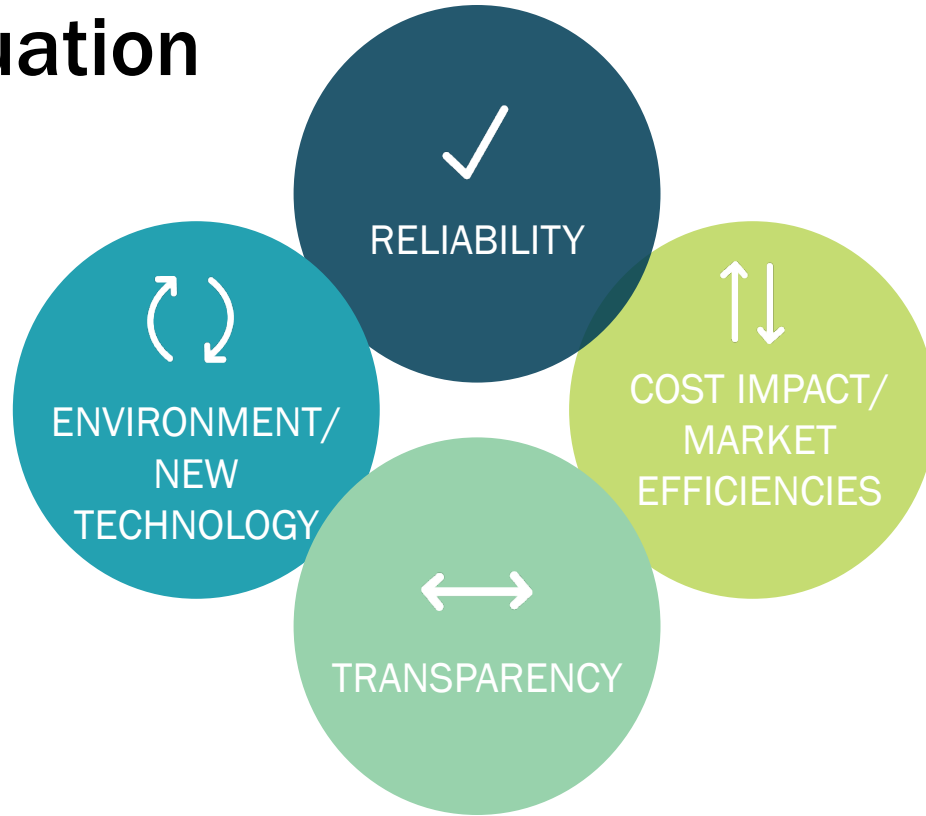 uation
RELIABILITY
ENVIRONMENT/
NEW
TECHNOLOGY
COST IMPACT/
MARKET
EFFICIENCIES
TRANSPARENCY